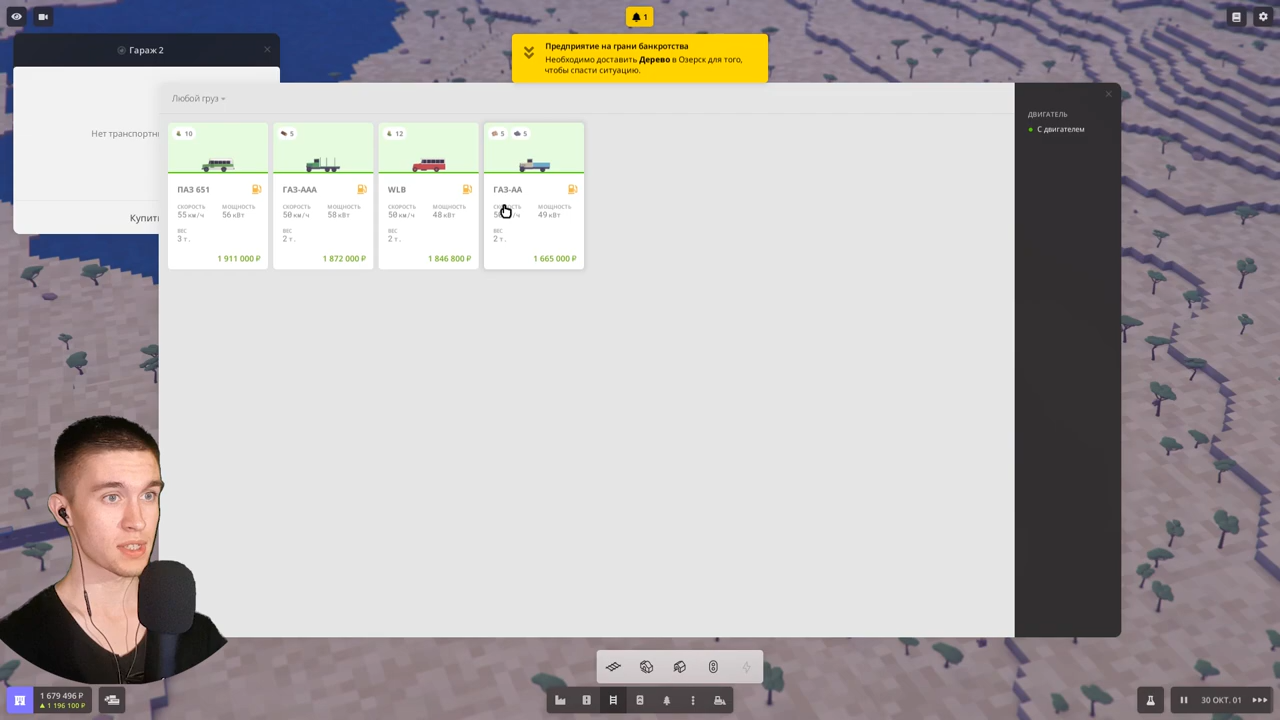 1
Гараж 2
Предприятие на грани банкротства
Необходимо доставить Дерево в Озерск для того,
чтобы спасти ситуацию.
Нет транспортн
Купить
Любой груз
10
ПАЗ 651
СКОРОСТЬ МОЩНОСТЬ
55 км/ч 56 кВт
ВЕС
3 т.
1 911 000 ₽
5
ГАЗ-ААА
СКОРОСТЬ МОЩНОСТЬ
50 км/ч 58 кВт
ВЕС
2 т.
1 872 000 ₽
12
WLB
СКОРОСТЬ МОЩНОСТЬ
50 км/ч 48 кВт
ВЕС
2 т.
1 846 800 ₽
5 5
ГАЗ-АА
МОЩНОСТЬ
49 кВт
ВЕС
2 т.
1 665 000 ₽
ДВИГАТЕЛЬ
С двигателем
1 679 496 ₽
1 196 100 ₽
30 ОКТ. 01